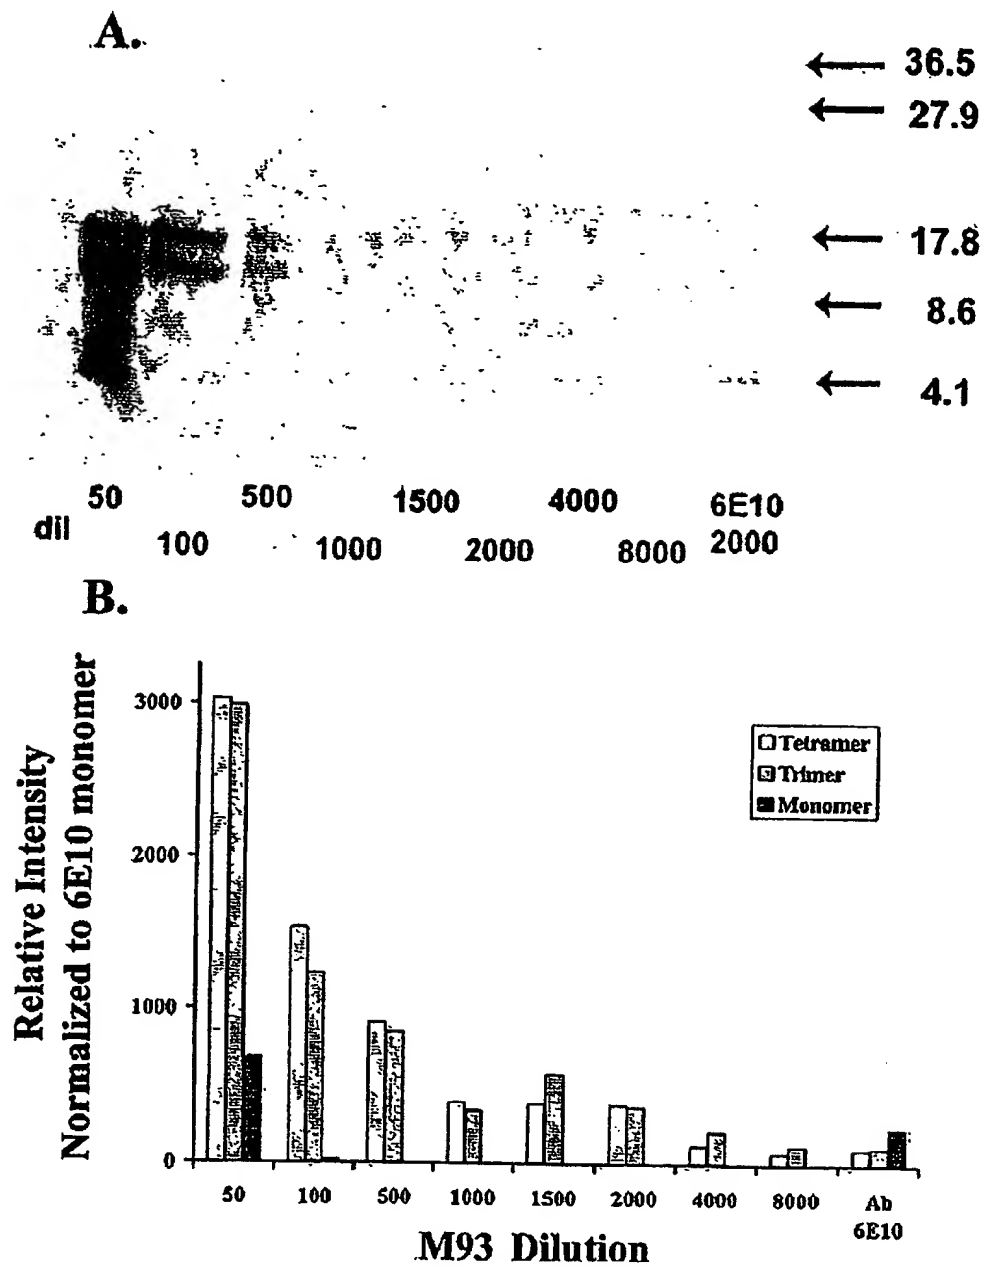 A.
36.5
27.9
17.8
8.6
4.1
50 500 1500 4000 6E10
dil 100 1000 2000 8000 2000
B.
Relative Intensity
Normalized to 6E10 monomer
3000
2000
1000
0
Tetramer
Trimer
Monomer
50 100 500 1000 1500 2000 4000 8000 Ab
6E10
M93 Dilution